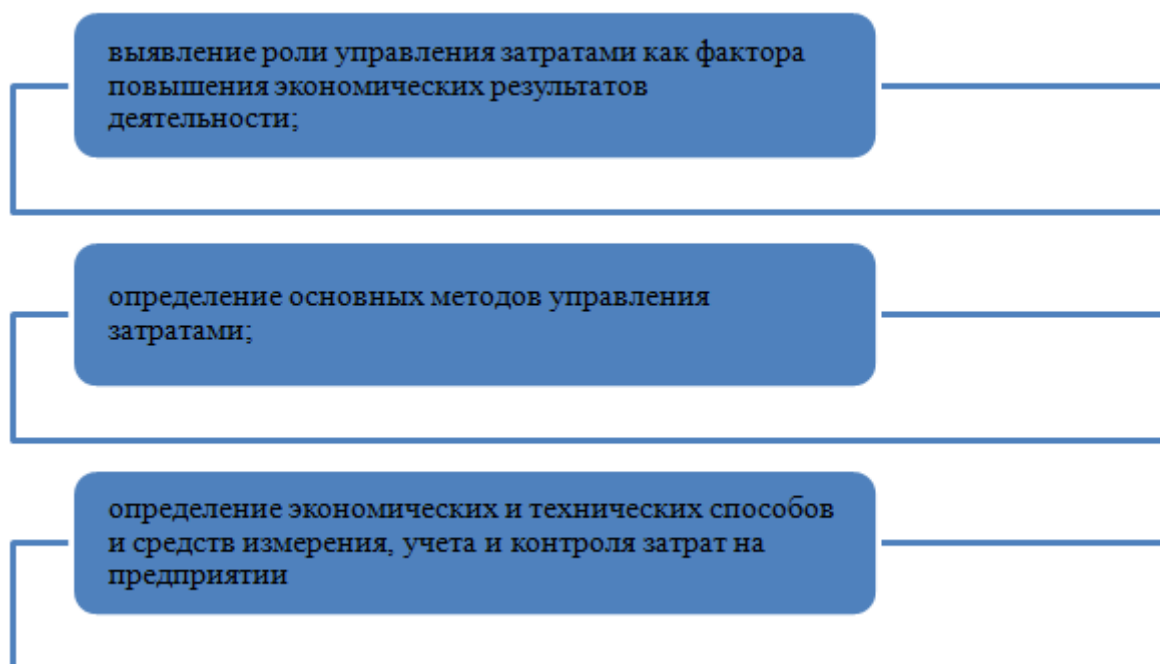 выявление роли управления затратами как фактора
повышения экономических результатов
деятельности;
определение основных методов управления
затратами;
определение экономических и технических способов
и средств измерения, учета и контроля затрат на
предприятии